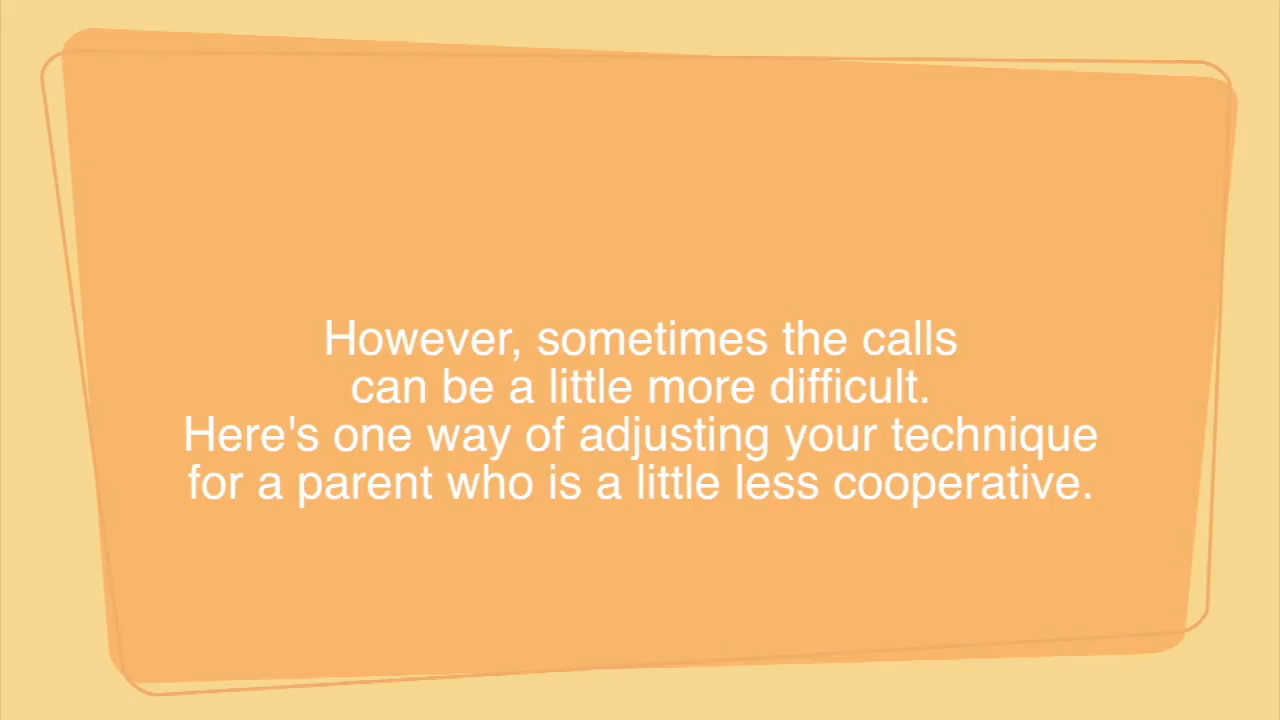 However, sometimes the calls
can be a little more difficult.
Here's one way of adjusting your technique
for a parent who is a little less cooperative.